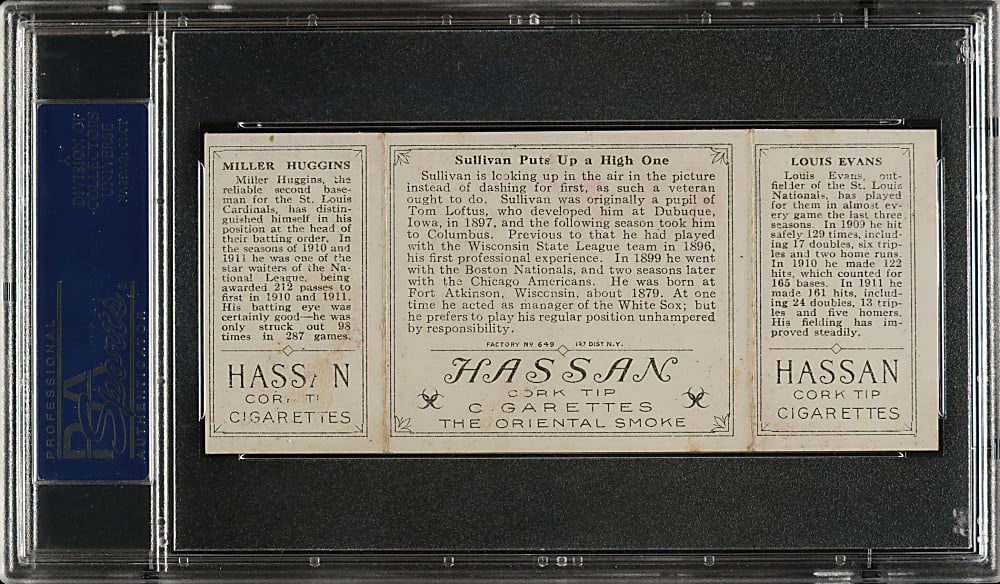 A
DIVISION OF
COLLECTORS
UNIVERSE
NASDAQ: CLCT
PROFESSIONAL
PSA
Sports
AUTHENTICATION
MILLER HUGGINS
Miller Huggins, the
reliable second base-
man for the St. Louis
Cardinals, has distin-
guished himself in his
position at the head of
their batting order. In
the seasons of 1910 and
1911 he was one of the
star waiters of the Na-
tional League, being
awarded 212 passes to
first in 1910 and 1911.
His batting eye was
certainly good—he was
only struck out 98
times in 287 games.
HASSAN
CORK TIP
CIGARETTES
Sullivan Puts Up a High One
Sullivan is looking up in the air in the picture
instead of dashing for first, as such a veteran
ought to do. Sullivan was originally a pupil of
Tom Loftus, who developed him at Dubuque,
Iowa, in 1897, and the following season took him
to Columbus. Previous to that he had played
with the Wisconsin State League team in 1896,
his first professional experience. In 1899 he went
with the Boston Nationals, and two seasons later
with the Chicago Americans. He was born at
Fort Atkinson, Wisconsin, about 1879. At one
time he acted as manager of the White Sox; but
he prefers to play his regular position unhampered
by responsibility.
FACTORY Nº 649 1ST DIST N.Y.
HASSAN
CORK TIP
CIGARETTES
THE ORIENTAL SMOKE
LOUIS EVANS
Louis Evans, out-
fielder of the St. Louis
Nationals, has played
for them in almost ev-
ery game the last three
seasons. In 1909 he hit
safely 129 times, includ-
ing 17 doubles, six trip-
les and two home runs.
In 1910 he made 122
hits, which counted for
165 bases. In 1911 he
made 161 hits, includ-
ing 24 doubles, 13 trip-
les and five homers.
His fielding has im-
proved steadily.
HASSAN
CORK TIP
CIGARETTES